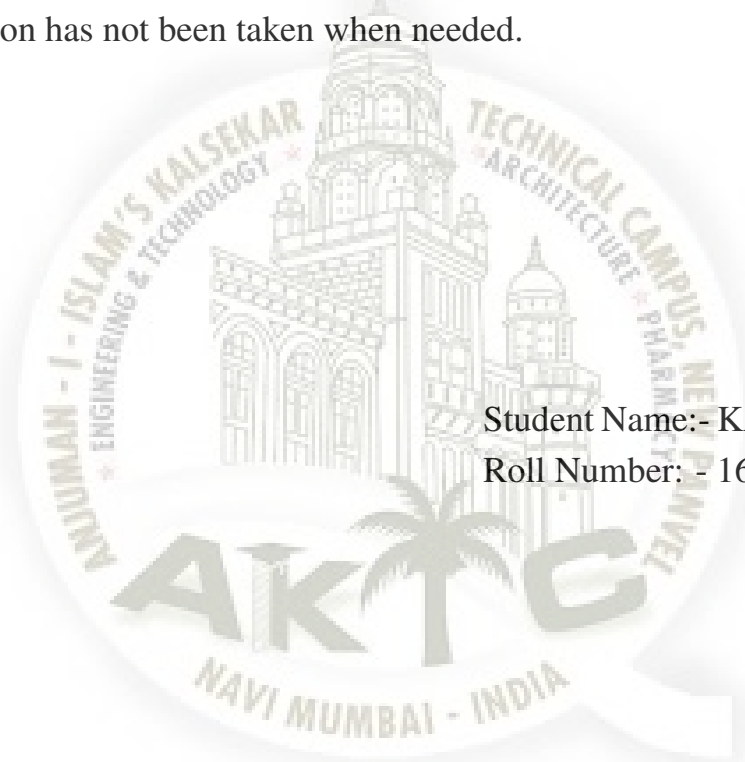 on has not been taken when needed.
ANJUMAN - I - ISLAM'S KALSEKAR TECHNICAL CAMPUS, NEW PANVEL
ENGINEERING & TECHNOLOGY * ARCHITECTURE * PHARMACY
Student Name:- K
Roll Number: - 16
AKTC
NAVI MUMBAI - INDIA